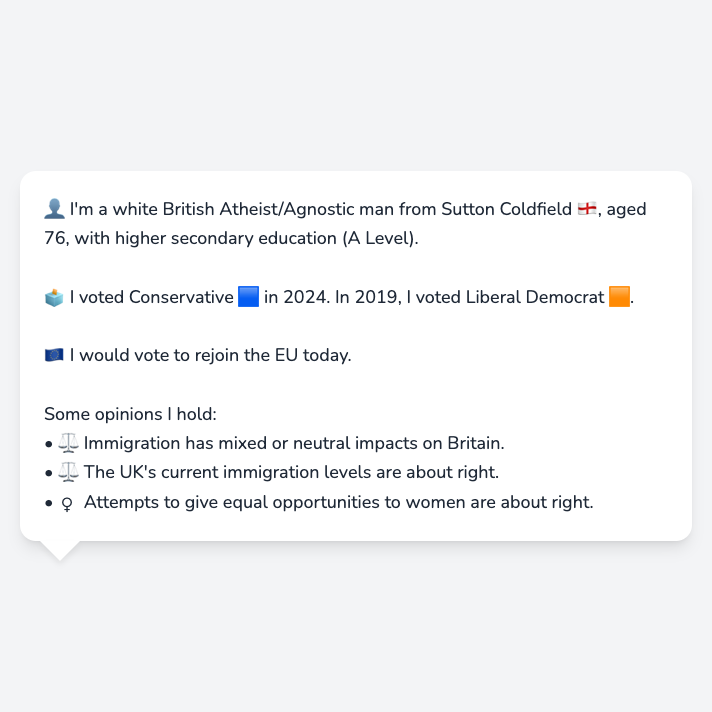 👤 I'm a white British Atheist/Agnostic man from Sutton Coldfield 🏴󠁧󠁢󠁥󠁮󠁧󠁿, aged
76, with higher secondary education (A Level).
🗳️ I voted Conservative 🟦 in 2024. In 2019, I voted Liberal Democrat 🟧.
🇪🇺 I would vote to rejoin the EU today.
Some opinions I hold:
• ⚖️ Immigration has mixed or neutral impacts on Britain.
• ⚖️ The UK's current immigration levels are about right.
• ♀ Attempts to give equal opportunities to women are about right.